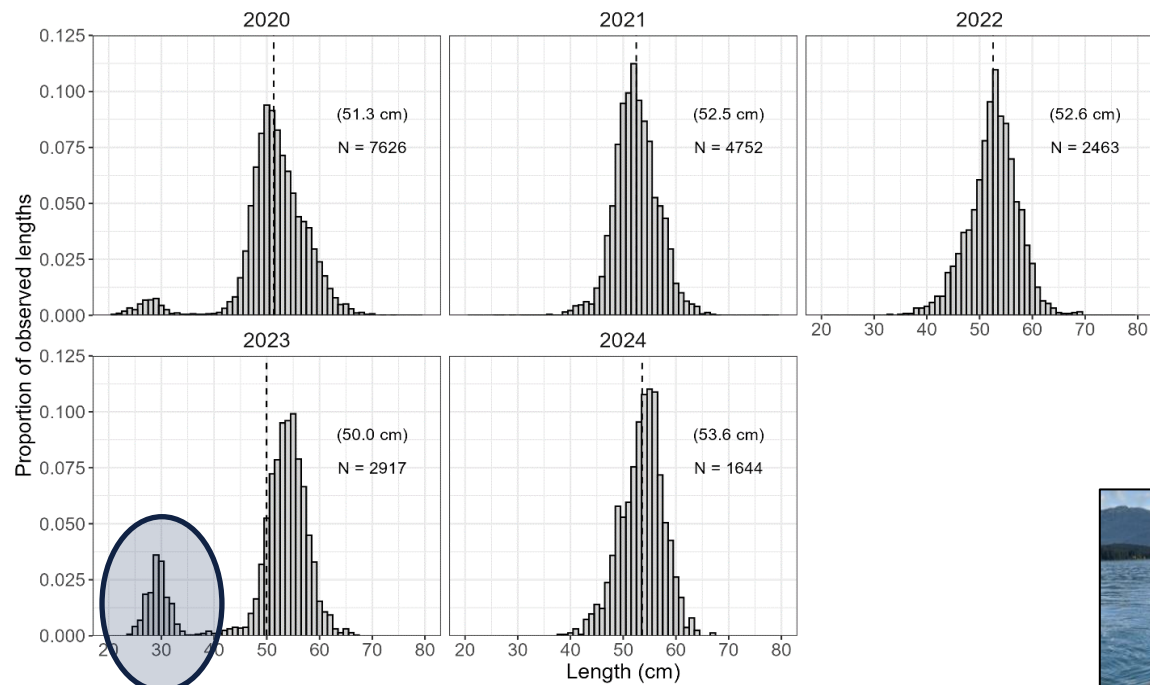 2020
2021
2022
0.125
0.100
0.075
0.050
0.025
0.000
(51.3 cm)
N = 7626
(52.5 cm)
N = 4752
(52.6 cm)
N = 2463
20 30 40 50 60 70 80
2023
2024
0.125
0.100
0.075
0.050
0.025
0.000
(50.0 cm)
N = 2917
(53.6 cm)
N = 1644
20 30 40 50 60 70 80
20 30 40 50 60 70 80
Length (cm)
Proportion of observed lengths